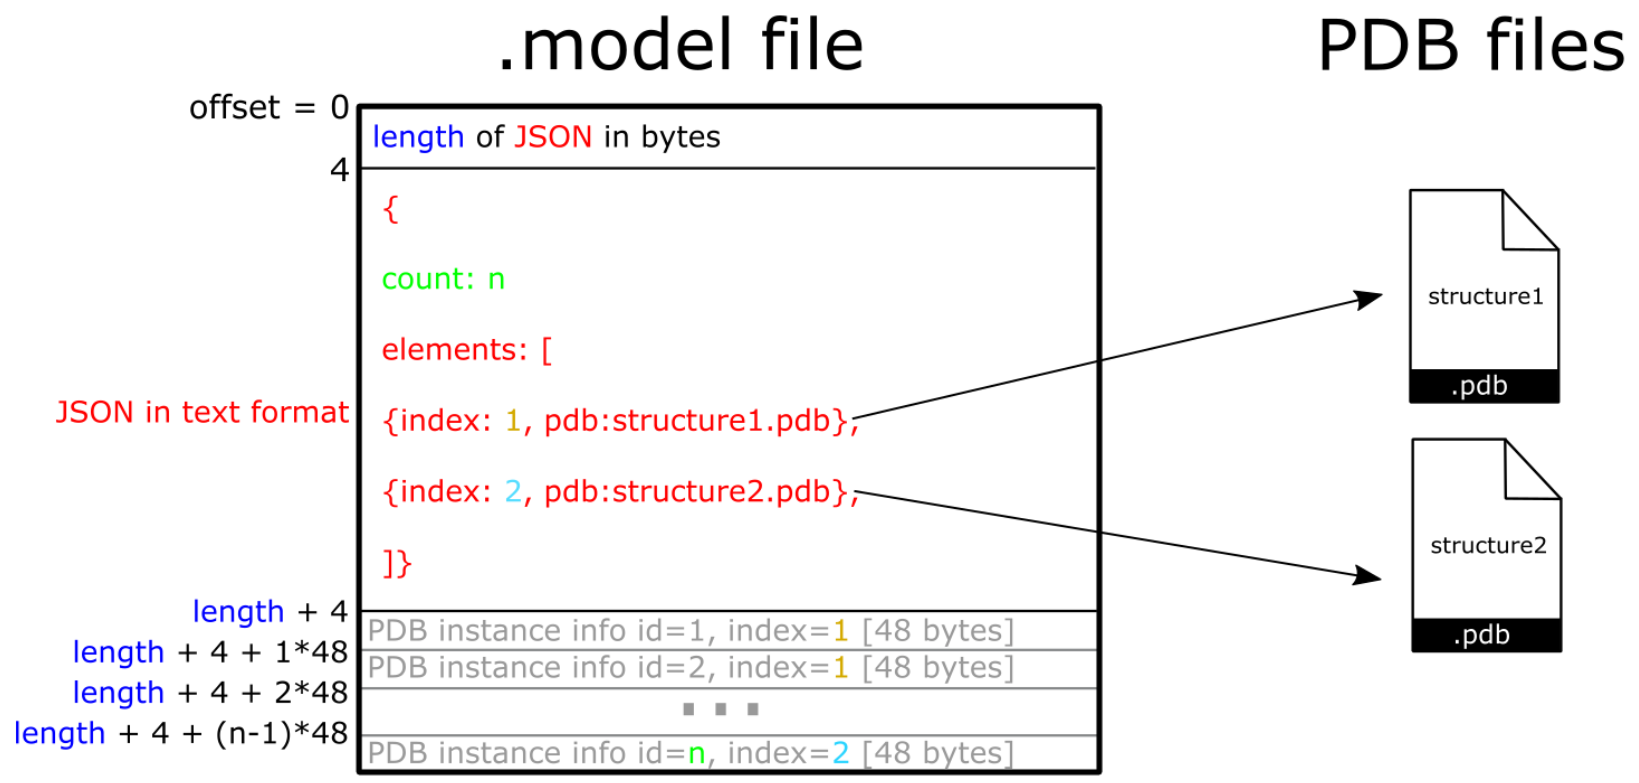 .model file
PDB files
offset = 0
length of JSON in bytes
4
{
count: n
elements: [
JSON in text format
{index: 1, pdb:structure1.pdb},
{index: 2, pdb:structure2.pdb},
]}
length + 4
PDB instance info id=1, index=1 [48 bytes]
length + 4 + 1*48
PDB instance info id=2, index=1 [48 bytes]
length + 4 + 2*48
...
length + 4 + (n-1)*48
PDB instance info id=n, index=2 [48 bytes]
structure1
.pdb
structure2
.pdb